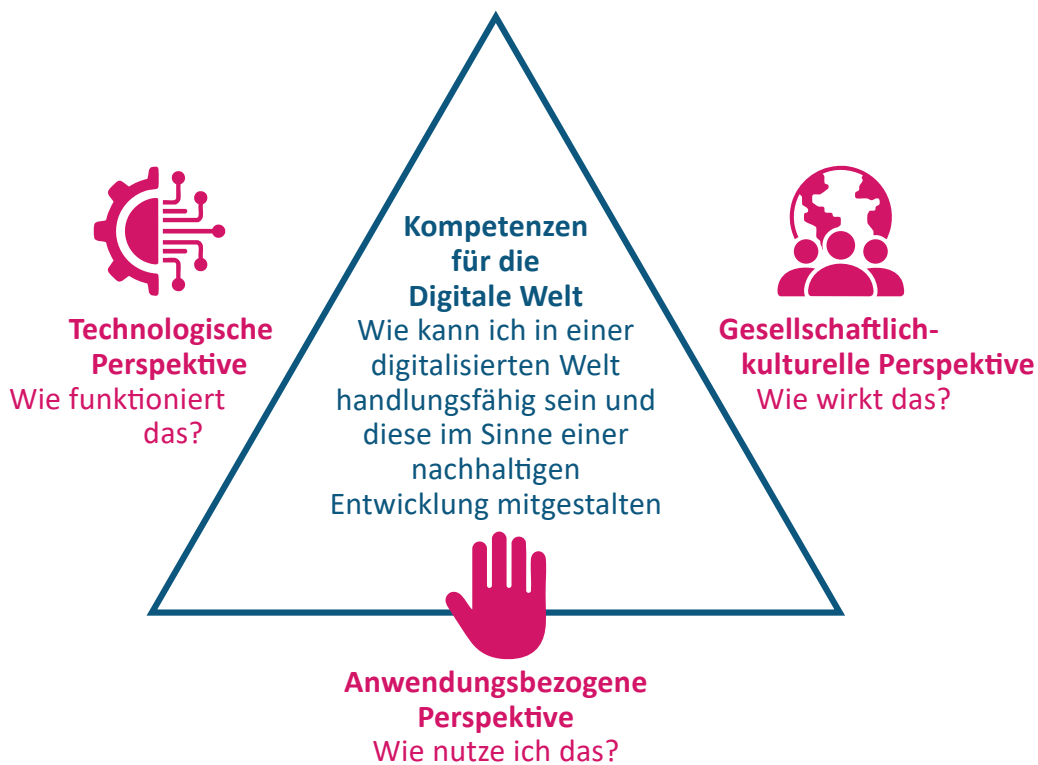 Kompetenzen
für die
Digitale Welt
Wie kann ich in einer
digitalisierten Welt
handlungsfähig sein und
diese im Sinne einer
nachhaltigen
Entwicklung mitgestalten
Technologische
Perspektive
Wie funktioniert
das?
Gesellschaftlich-
kulturelle Perspektive
Wie wirkt das?
Anwendungsbezogene
Perspektive
Wie nutze ich das?